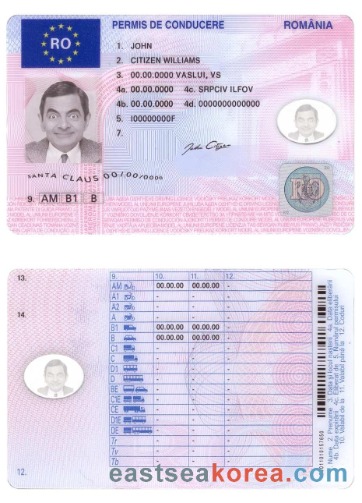 RO
PERMIS DE CONDUCERE ROMÂNIA
1. JOHN
2. CITIZEN WILLIAMS
3. 00.00.0000 VASLUI, VS
4a. 00.00.0000 4c. SRPCIV ILFOV
4b. 00.00.0000 4d. 0000000000000
5. I00000000F
7.
SANTA CLAUS 00/00/0000
9. AM B1 B
RO
13.
14.
9. 10. 11. 12.
AM 00.00.00 00.00.00 -
A1 - - -
A2 - - -
A - - -
B1 00.00.00 00.00.00 -
B 00.00.00 00.00.00 -
C1 - - -
C - - -
D1 - - -
D - - -
BE - - -
C1E - - -
CE - - -
D1E - - -
DE - - -
Tr - - -
Tv - - -
Tb - - -
12.
eastseakorea.com